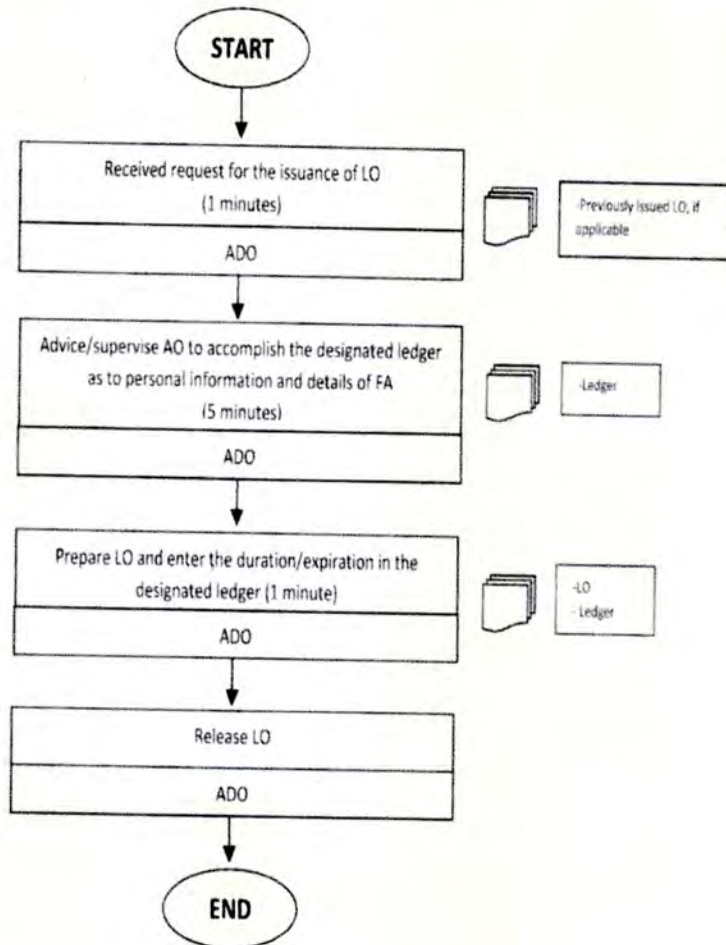 START
Received request for the issuance of LO
(1 minutes)
ADO
-Previously Issued LO, if
applicable
Advice/supervise AO to accomplish the designated ledger
as to personal information and details of FA
(5 minutes)
ADO
-Ledger
Prepare LO and enter the duration/expiration in the
designated ledger (1 minute)
ADO
-LO
- Ledger
Release LO
ADO
END